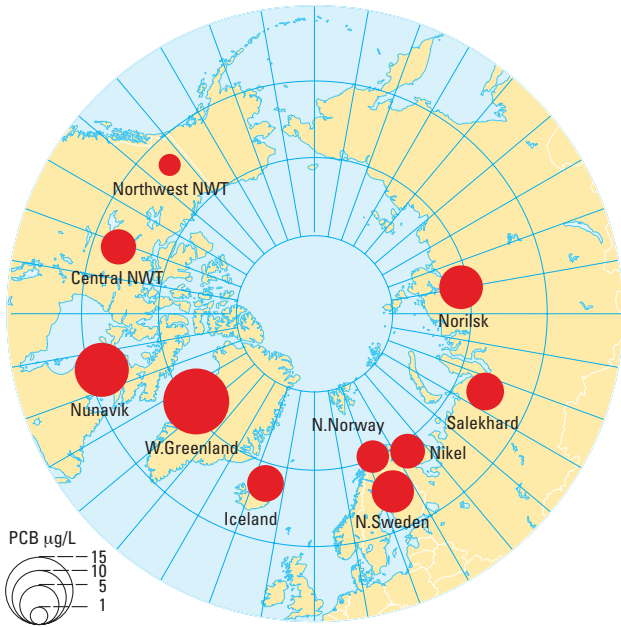 Northwest NWT
Central NWT
Norilsk
Nunavik
Salekhard
N.Norway
W.Greenland
Nikel
Iceland
N.Sweden
PCB µg/L
15
10
5
1